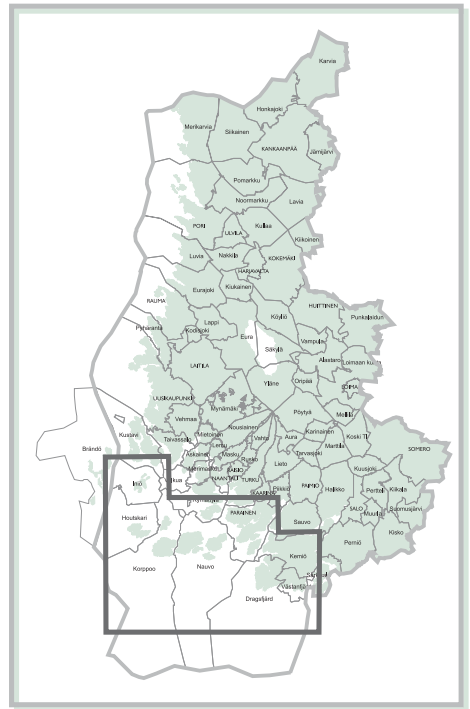 Karvia
Honkajoki
Merikarvia
Siikainen
KANKAANPÄÄ
Jämijärvi
Pomarkku
Noormarkku
Lavia
PORI
Kullaa
ULVILA
Kiikoinen
Luvia
Nakkila
KOKEMÄKI
HARJAVALTA
Kiukainen
Eurajoki
RAUMA
HUITTINEN
Punkalaidun
Köyliö
Lappi
Pyhäranta
Kodisjoki
Eura
Vampula
Säkylä
Alastaro
Loimaan kunta
LAITILA
Yläne
Oripää
LOIMAA
UUSIKAUPUNKI
Mynämäki
Pöytyä
Mellilä
Vehmaa
Nousiainen
Karinainen
Kustavi
Taivassalo
Mietoinen
Vahto
Aura
Koski Tl
Marttila
SOMERO
Brändö
Askainen
Lemu
Masku
Rusko
Tarvasjoki
Merimasku
RAISIO
Lieto
Kuusjoki
Iniö
NAANTALI
TURKU
PAIMIO
Halikko
Pertteli
Kiikala
Piikkiö
KAARINA
Houtskari
PARAINEN
Sauvo
SALO
Muurla
Suomusjärvi
Kisko
Perniö
Kemiö
Korppoo
Nauvo
Västanfjärd
Dragsfjärd